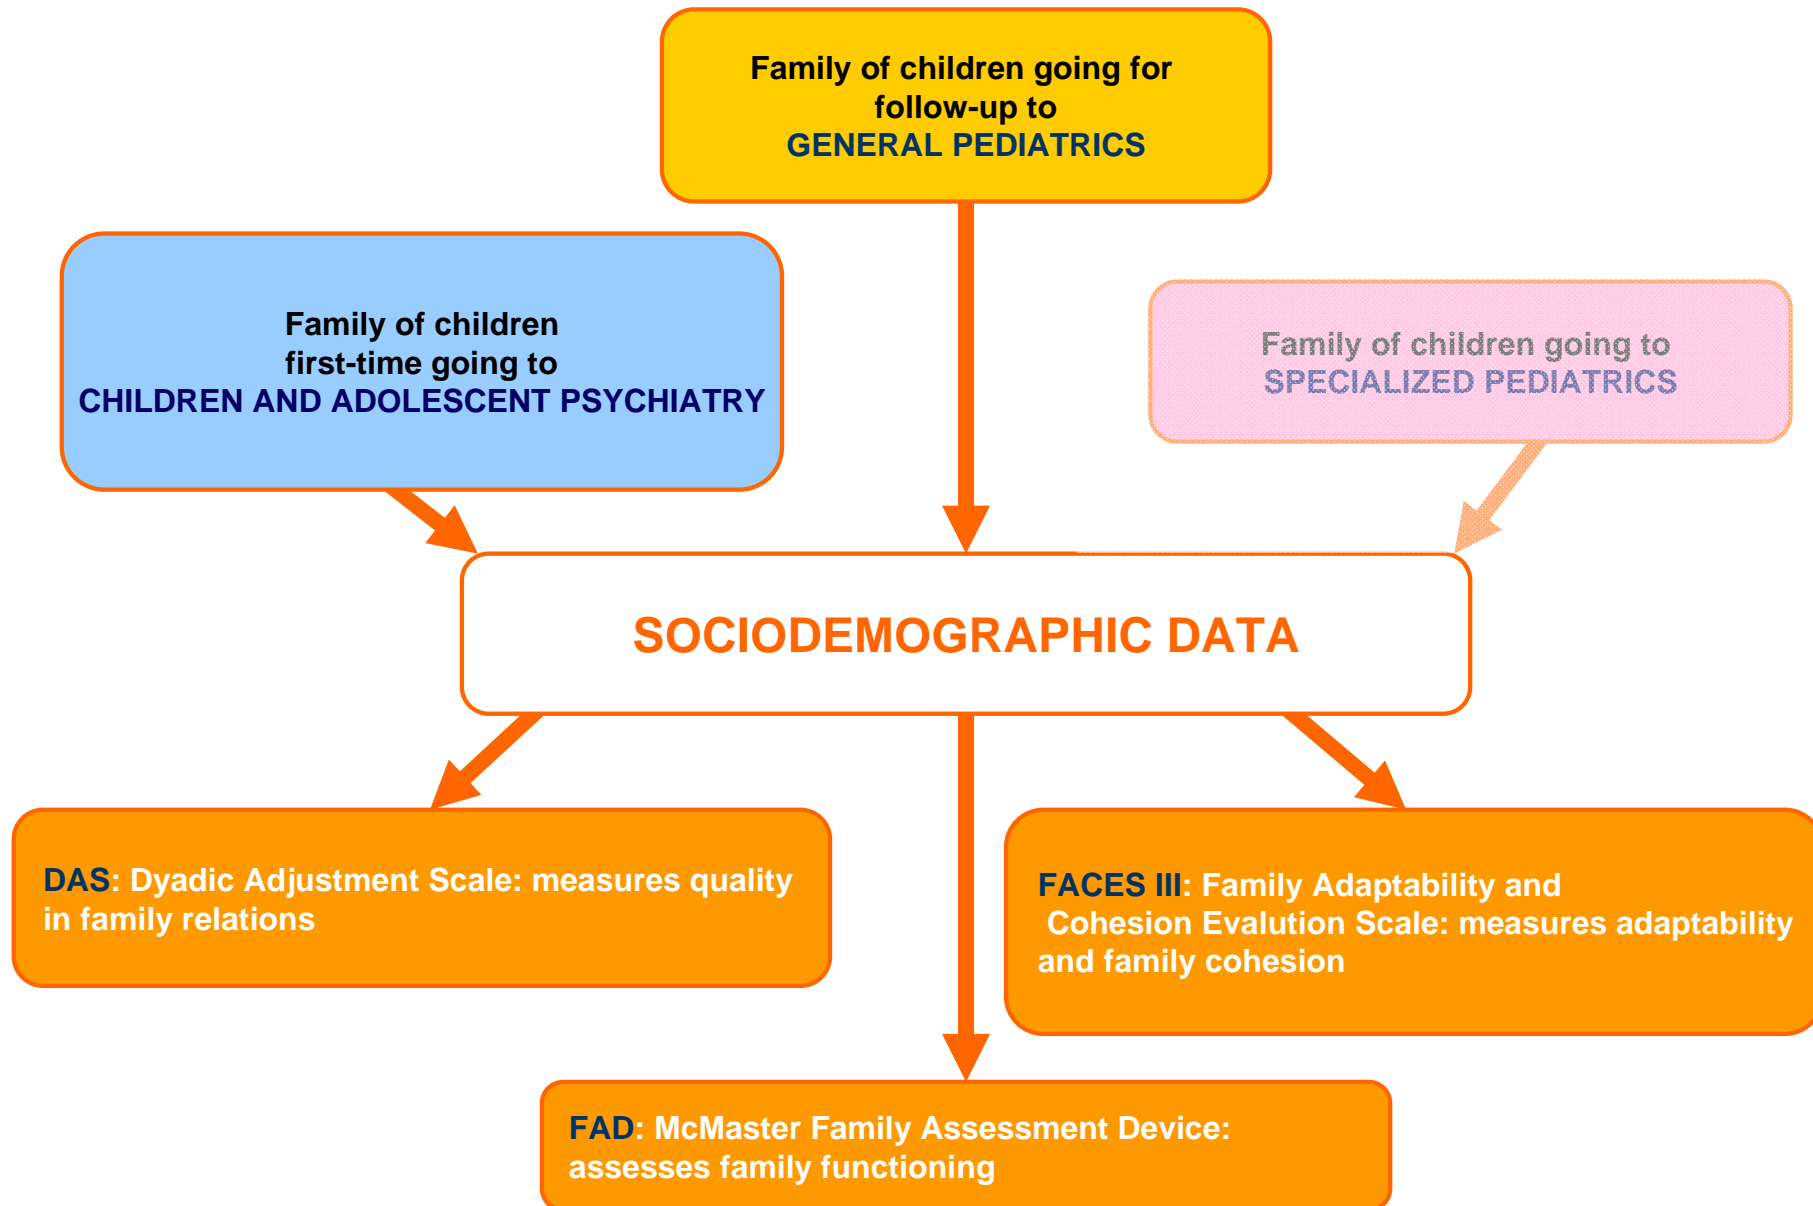 Family of children going for
follow-up to
GENERAL PEDIATRICS
Family of children
first-time going to
CHILDREN AND ADOLESCENT PSYCHIATRY
Family of children going to
SPECIALIZED PEDIATRICS
SOCIODEMOGRAPHIC DATA
DAS: Dyadic Adjustment Scale: measures quality
in family relations
FACES III: Family Adaptability and
Cohesion Evalution Scale: measures adaptability
and family cohesion
FAD: McMaster Family Assessment Device:
assesses family functioning